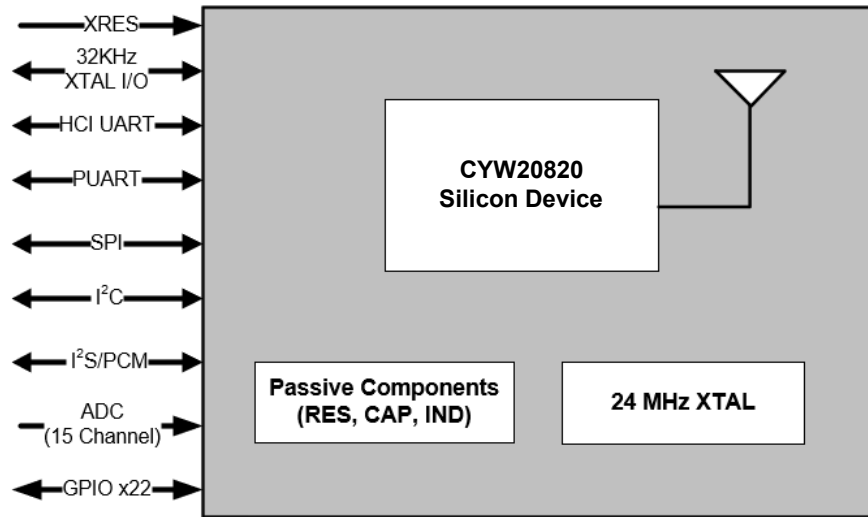 XRES
32KHz
XTAL I/O
HCI UART
PUART
SPI
I²C
I²S/PCM
ADC
(15 Channel)
GPIO x22
CYW20820
Silicon Device
Passive Components
(RES, CAP, IND)
24 MHz XTAL